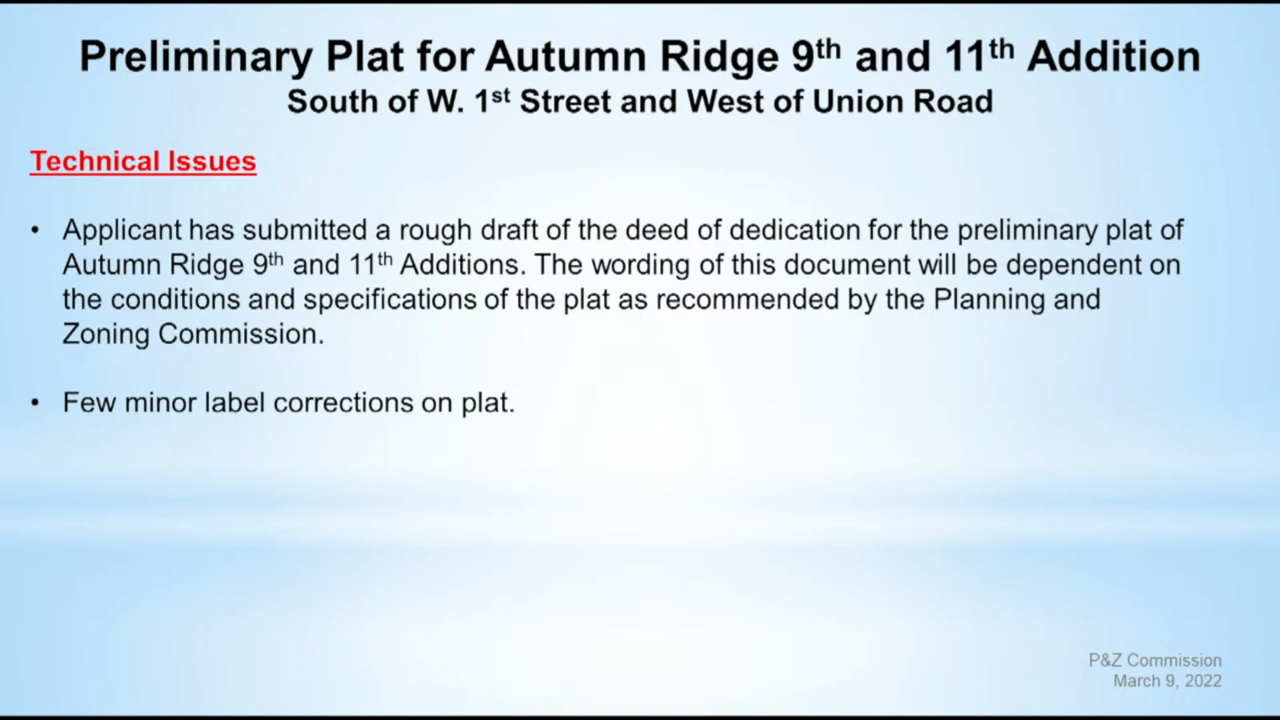 Preliminary Plat for Autumn Ridge 9th and 11th Addition
South of W. 1st Street and West of Union Road
Technical Issues
• Applicant has submitted a rough draft of the deed of dedication for the preliminary plat of
Autumn Ridge 9th and 11th Additions. The wording of this document will be dependent on
the conditions and specifications of the plat as recommended by the Planning and
Zoning Commission.
• Few minor label corrections on plat.
P&Z Commission
March 9, 2022